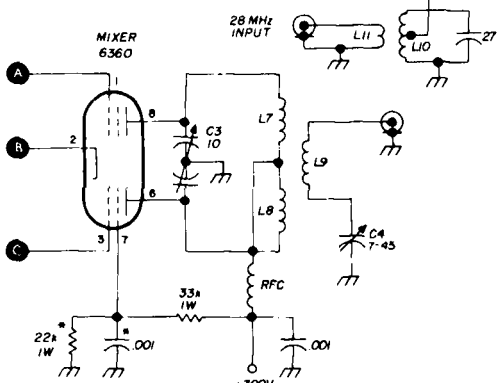 28 MHz
INPUT
L11
L10
27
MIXER
6360
A
8
C3
10
L7
B
2
L9
6
L8
C4
7-45
C
3 7
RFC
33k
1W
22k
1W
*
*
.001
.001
+300V